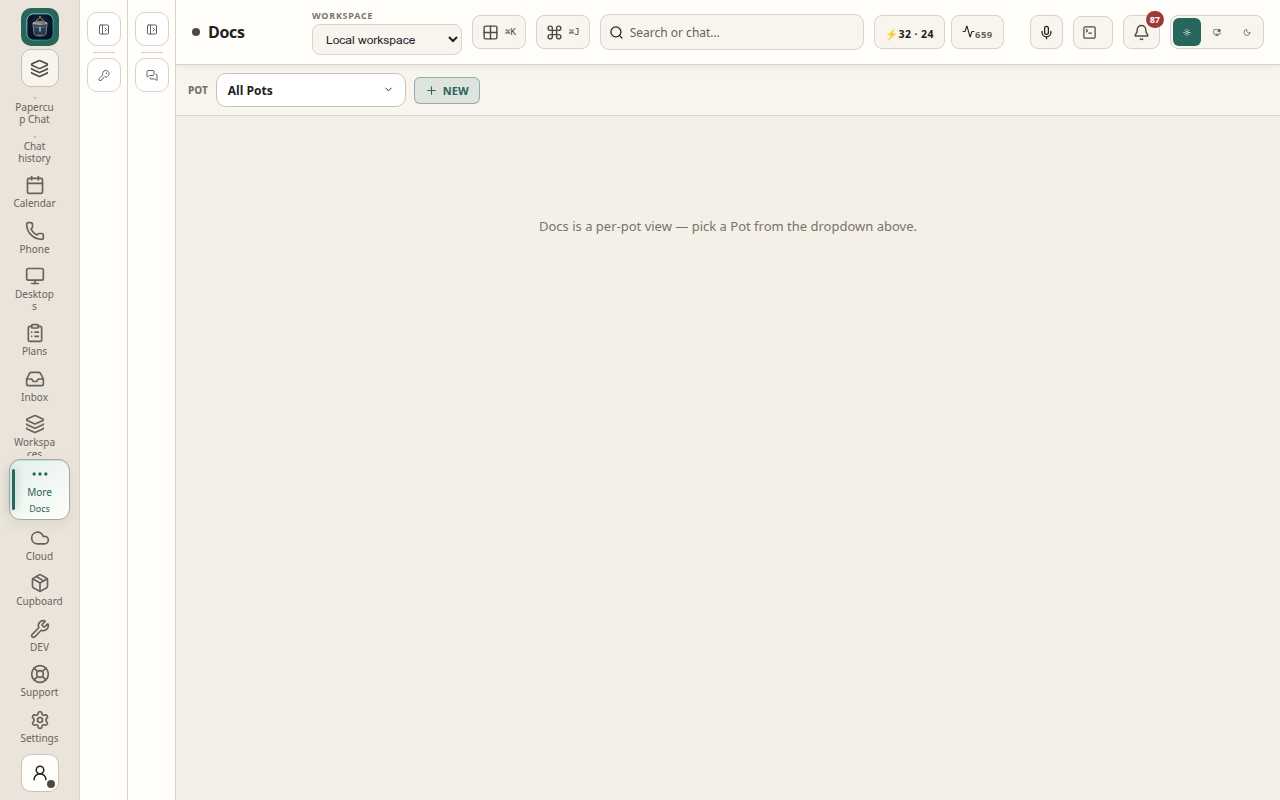 Papercu
p Chat
Chat
history
Calendar
Phone
Desktop
s
Plans
Inbox
Workspa
ces
More
Docs
Cloud
Cupboard
DEV
Support
Settings
Docs
WORKSPACE
Local workspace
⌘K
⌘J
Search or chat...
⚡32 · 24
659
87
POT
All Pots
+ NEW
Docs is a per-pot view — pick a Pot from the dropdown above.